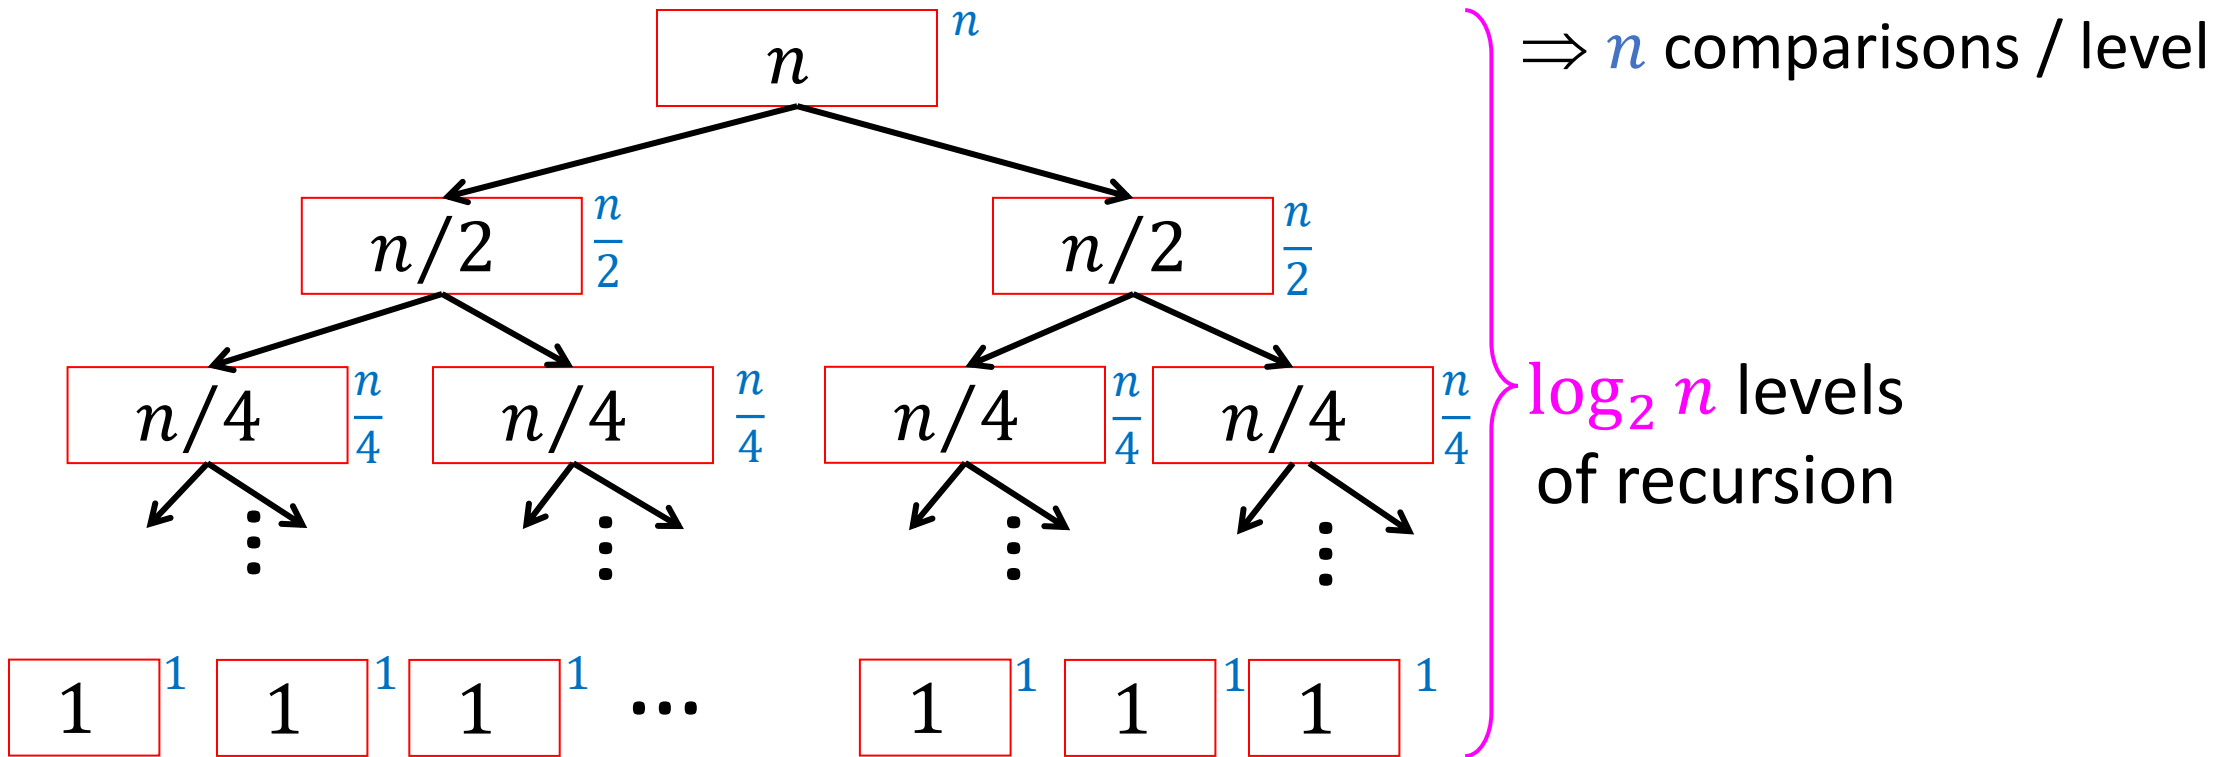 n n
⇒ n comparisons / level
n/2 n/2 n/2 n/2
n/4 n/4 n/4 n/4 n/4 n/4 n/4 n/4
log₂ n levels
of recursion
⋮ ⋮ ⋮ ⋮
1 1 1 1 1 1 ⋯ 1 1 1 1 1 1